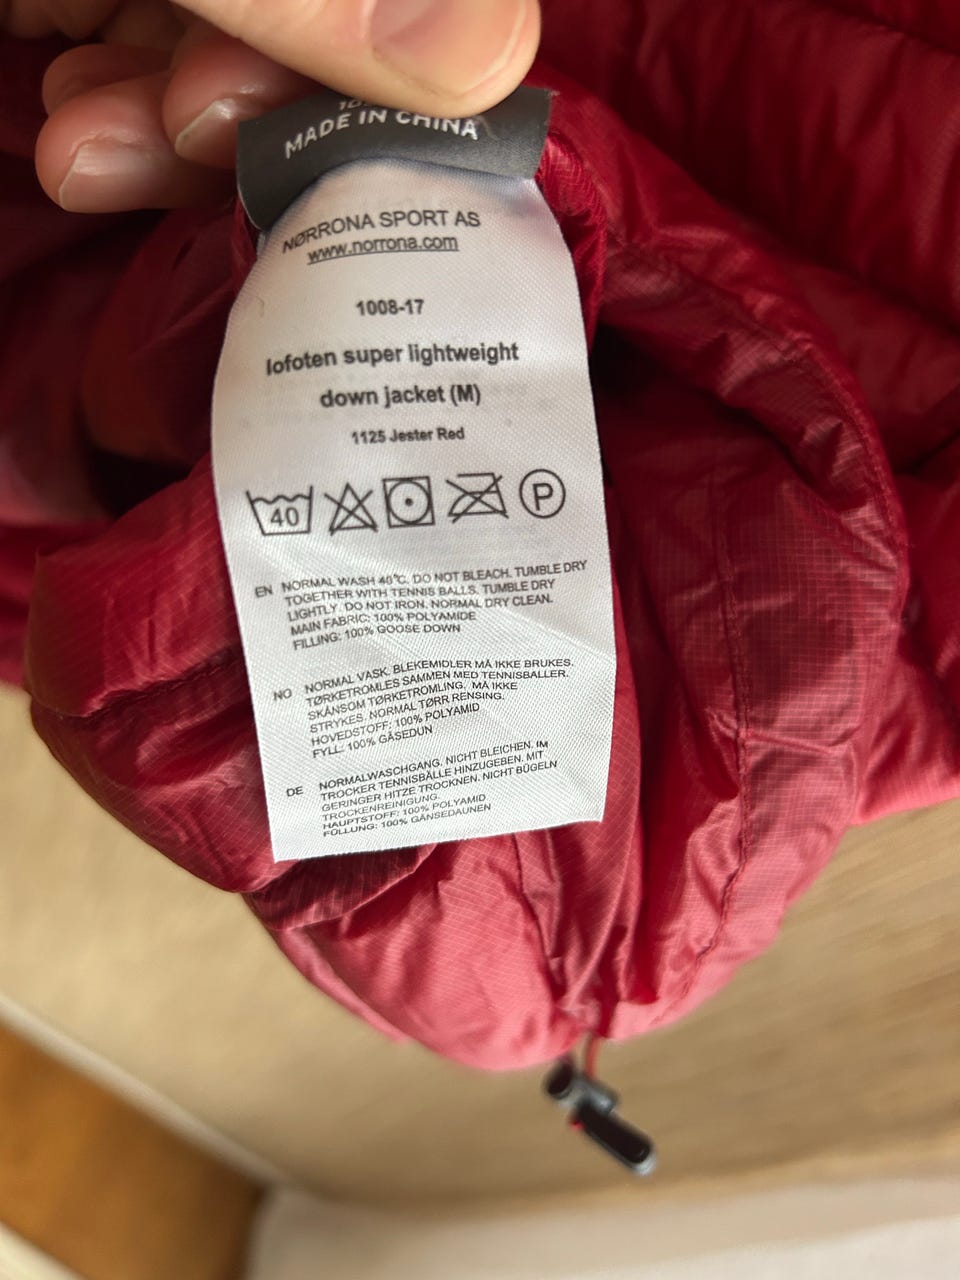 MADE IN CHINA
NØRRONA SPORT AS
www.norrona.com
1008-17
lofoten super lightweight
down jacket (M)
1125 Jester Red
40 P
EN NORMAL WASH 40°C. DO NOT BLEACH. TUMBLE DRY
TOGETHER WITH TENNIS BALLS. TUMBLE DRY
LIGHTLY. DO NOT IRON. NORMAL DRY CLEAN.
MAIN FABRIC: 100% POLYAMIDE
FILLING: 100% GOOSE DOWN
NO NORMAL VASK. BLEKEMIDLER MÅ IKKE BRUKES.
TØRKETROMLES SAMMEN MED TENNISBALLER.
SKÅNSOM TØRKETROMLING. MÅ IKKE
STRYKES. NORMAL TØRR RENSING.
HOVEDSTOFF: 100% POLYAMID
FYLL: 100% GÅSEDUN
DE NORMALWASCHGANG. NICHT BLEICHEN. IM
TROCKER TENNISBÄLLE HINZUGEBEN. MIT
GERINGER HITZE TROCKNEN. NICHT BÜGELN
TROCKENREINIGUNG.
HAUPTSTOFF: 100% POLYAMID
FÜLLUNG: 100% GÄNSEDAUNEN